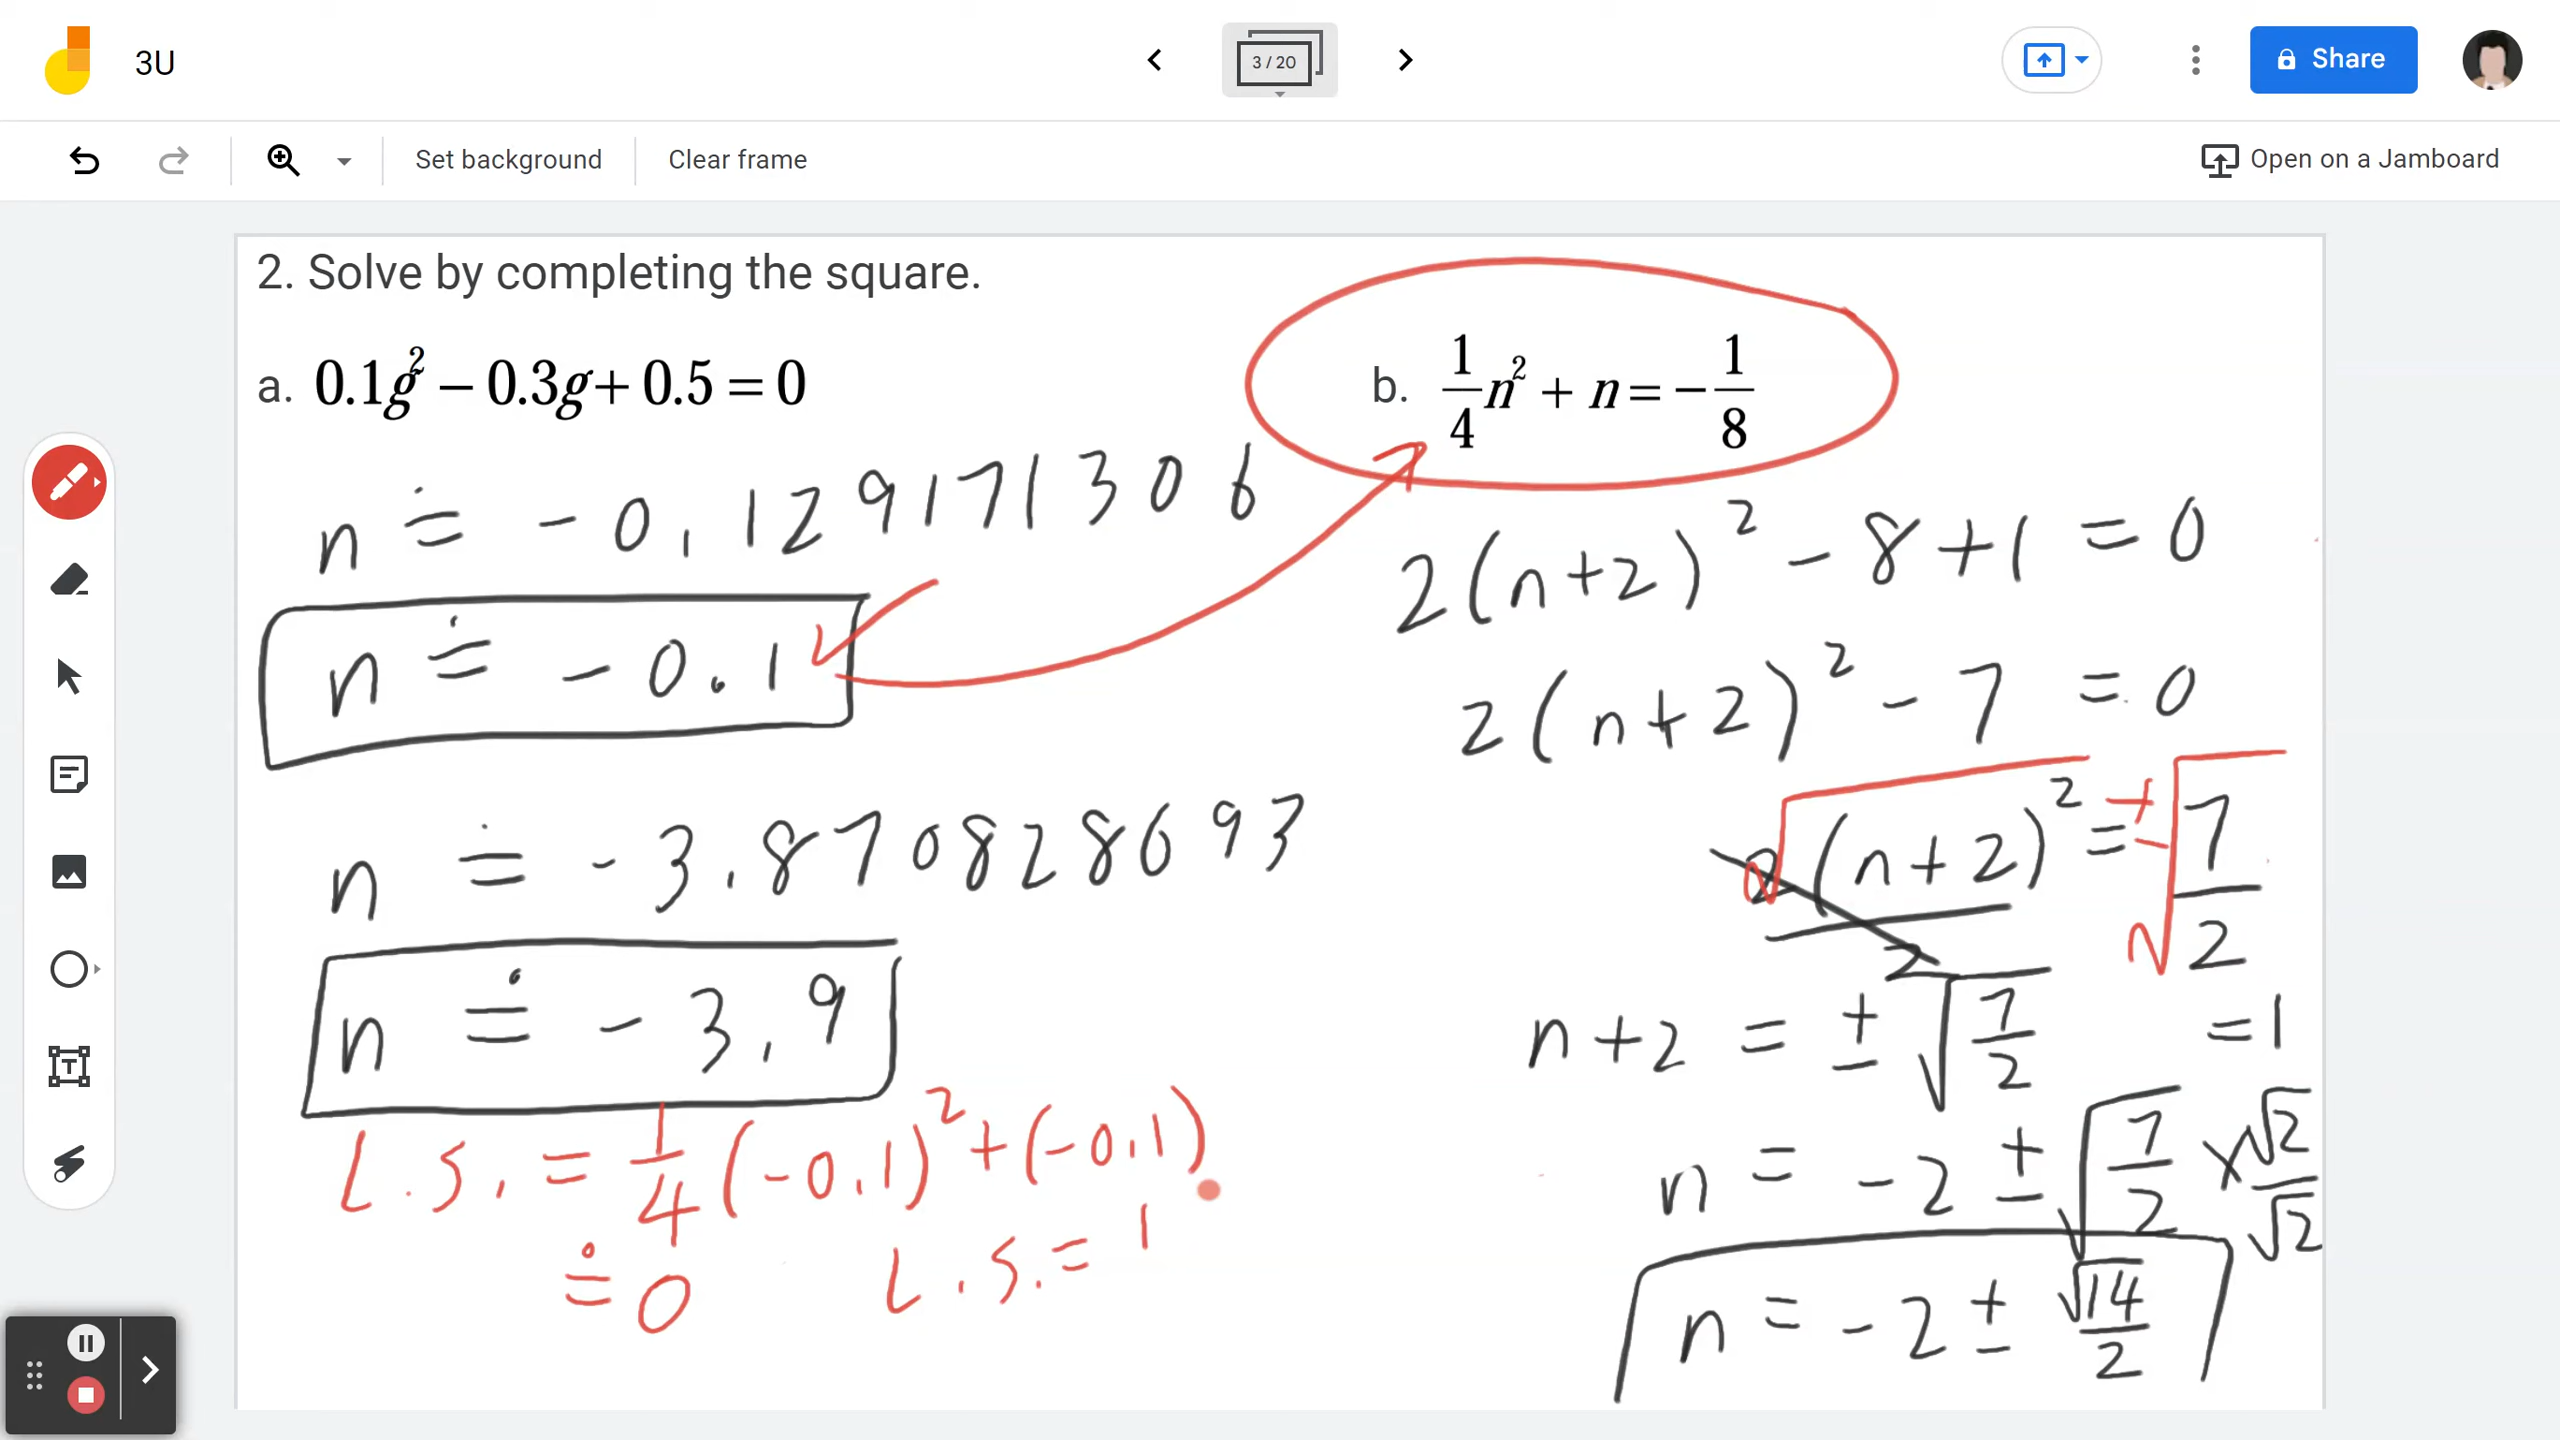 3U
3 / 20
Share
Set background
Clear frame
Open on a Jamboard
2. Solve by completing the square.
a. 0.1g² − 0.3g + 0.5 = 0
b. 1/4 n² + n = − 1/8
n ≐ -0.129171306
n ≐ -0.1
n ≐ -3.870828693
n ≐ -3.9
L.S. = 1/4 (-0.1)² + (-0.1)
≐ 0
L.S. = 1
2(n+2)² - 8 + 1 = 0
2(n+2)² - 7 = 0
√2(n+2)²/2 = ±√7/2
n+2 = ±√7/2
= 1
n = -2 ± √7/2 × √2/√2
n = -2 ± √14/2